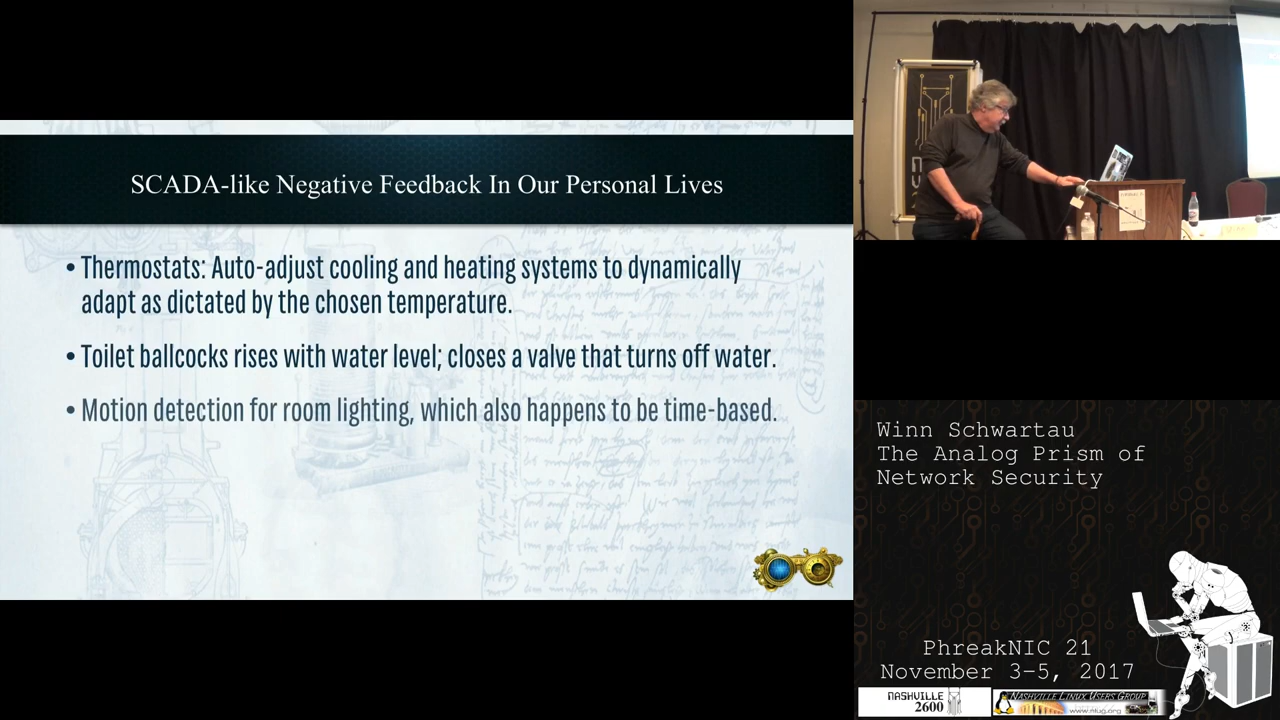 SCADA-like Negative Feedback In Our Personal Lives
• Thermostats: Auto-adjust cooling and heating systems to dynamically
adapt as dictated by the chosen temperature.
• Toilet ballcocks rises with water level; closes a valve that turns off water.
• Motion detection for room lighting, which also happens to be time-based.
Winn Schwartau
The Analog Prism of
Network Security
PhreakNIC 21
November 3-5, 2017
NASHVILLE
2600
NASHVILLE LINUX USERS GROUP
www.nlug.org